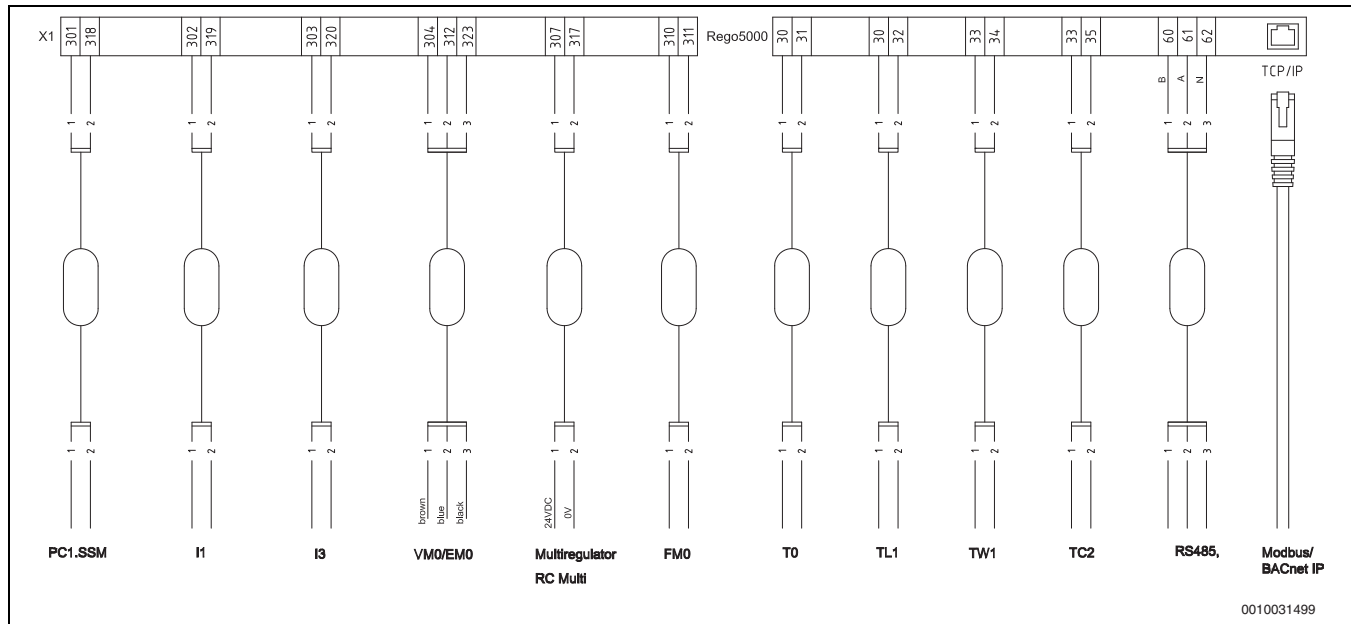 X1 301 318 302 319 303 320 304 312 323 307 317 310 311 Rego5000 30 31 30 32 33 34 33 35 60 61 62
TCP/IP
B A N
1 2 1 2 1 2 1 2 3 1 2 1 2 1 2 1 2 1 2 1 2 1 2 3
1 2 1 2 1 2 1 2 3 1 2 1 2 1 2 1 2 1 2 1 2 1 2 3
brown blue black 24VDC 0V
PC1.SSM I1 I3 VM0/EM0 Multiregulator FM0 T0 TL1 TW1 TC2 RS485, Modbus/
RC Multi BACnet IP
0010031499